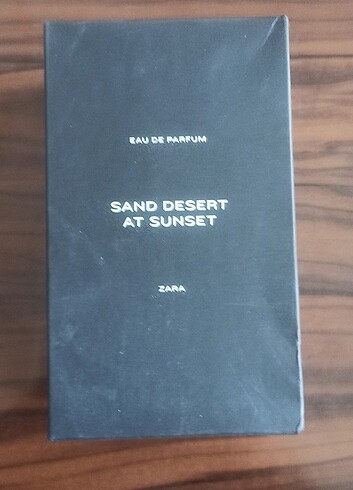 EAU DE PARFUM
SAND DESERT
AT SUNSET
ZARA